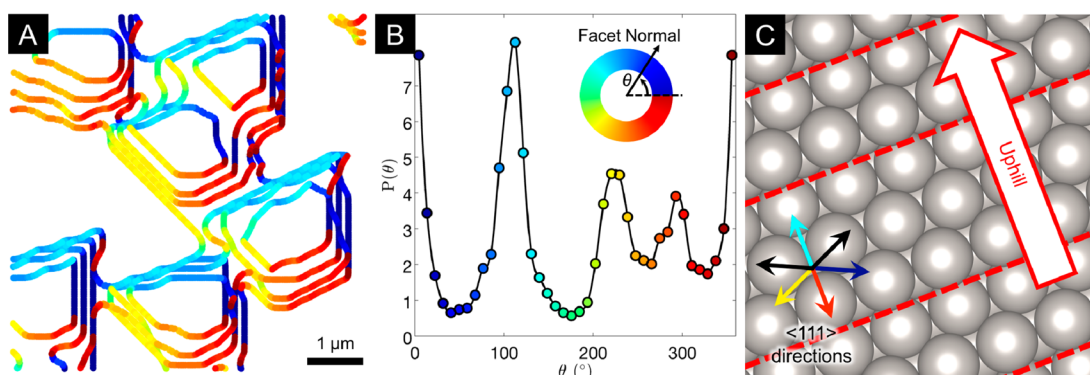 A
1 μm
B
P(θ)
7
6
5
4
3
2
1
0
0
100
200
300
θ (°)
Facet Normal
θ
C
Uphill
<111>
directions